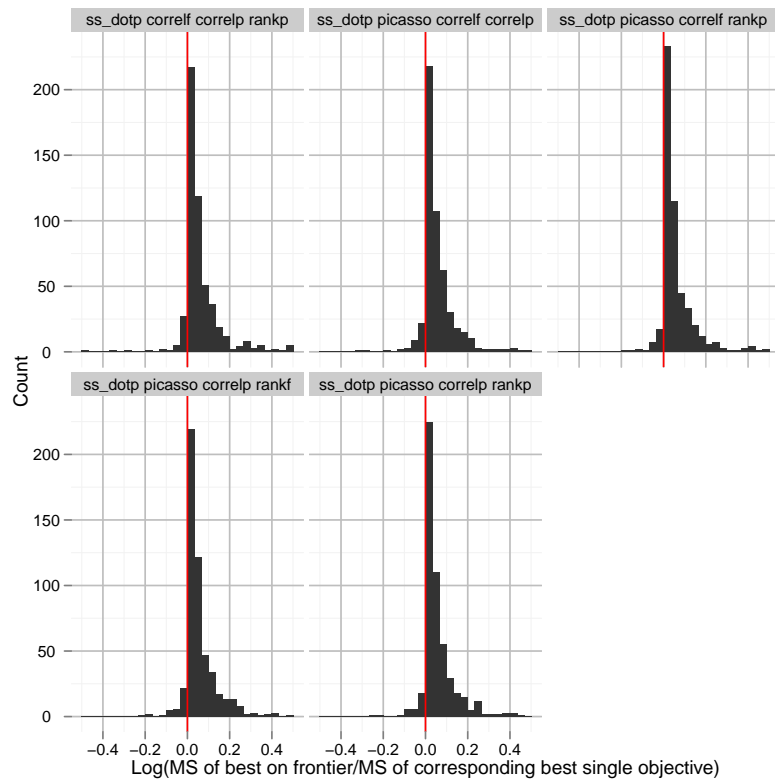 ss_dotp correlf correlp rankp
ss_dotp picasso correlf correlp
ss_dotp picasso correlf rankp
200
150
100
50
0
Count
ss_dotp picasso correlp rankf
ss_dotp picasso correlp rankp
200
150
100
50
0
−0.4 −0.2 0.0 0.2 0.4
−0.4 −0.2 0.0 0.2 0.4
Log(MS of best on frontier/MS of corresponding best single objective)